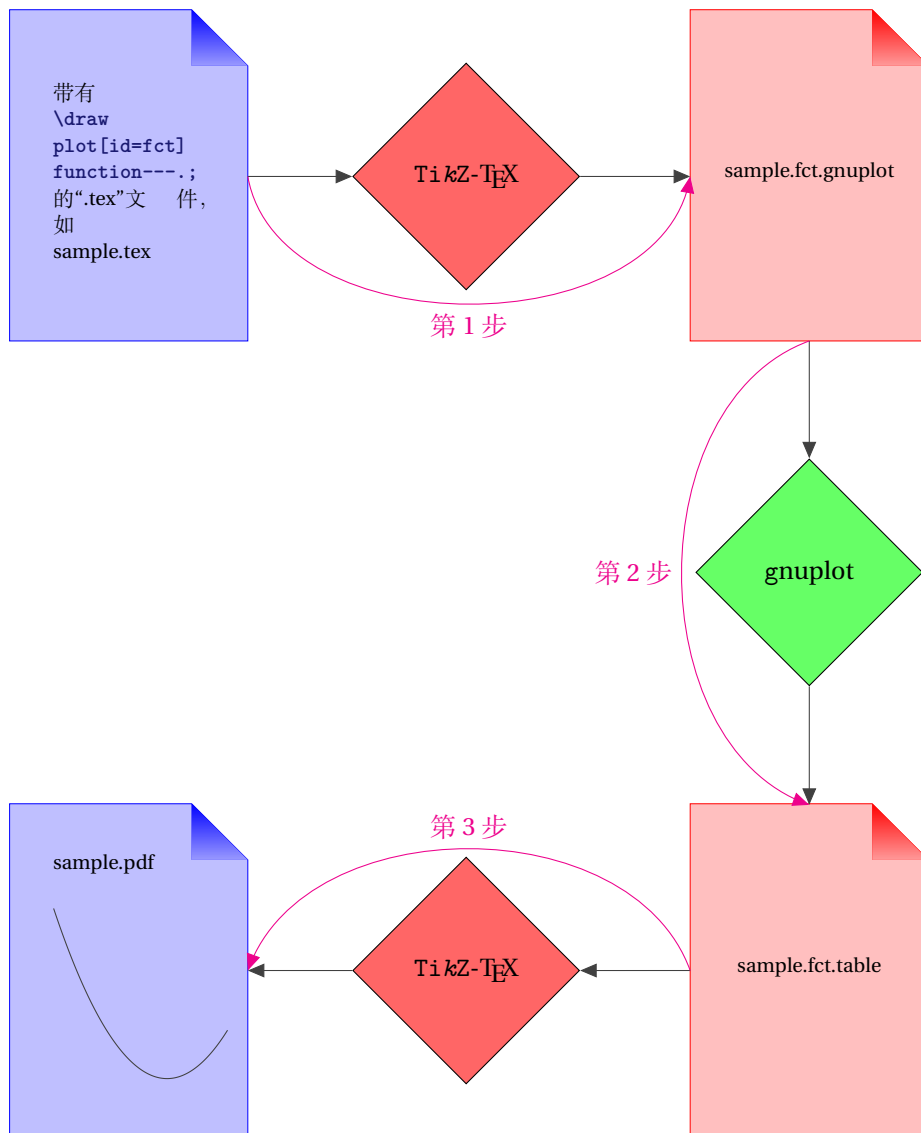 带有
\draw
plot[id=fct]
function---.;
的“.tex”文 件,
如
sample.tex
TikZ-TEX
sample.fct.gnuplot
第 1 步
第 2 步
gnuplot
第 3 步
sample.pdf
TikZ-TEX
sample.fct.table